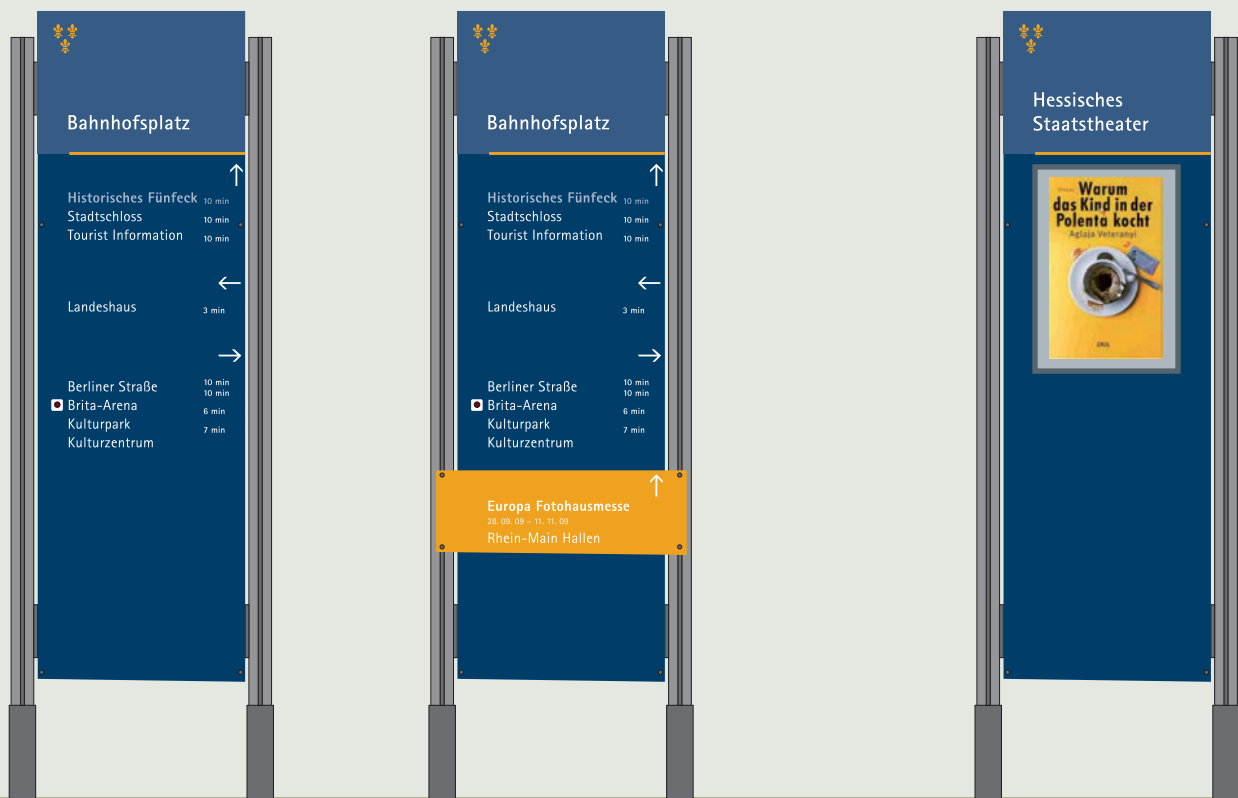 Bahnhofsplatz
↑
Historisches Fünfeck 10 min
Stadtschloss 10 min
Tourist Information 10 min
←
Landeshaus 3 min
→
Berliner Straße 10 min
10 min
Brita-Arena 6 min
Kulturpark 7 min
Kulturzentrum
Bahnhofsplatz
↑
Historisches Fünfeck 10 min
Stadtschloss 10 min
Tourist Information 10 min
←
Landeshaus 3 min
→
Berliner Straße 10 min
10 min
Brita-Arena 6 min
Kulturpark 7 min
Kulturzentrum
↑
Europa Fotohausmesse
28. 09. 09 – 11. 11. 09
Rhein-Main Hallen
Hessisches
Staatstheater
Warum
das Kind in der
Polenta kocht
Aglaja Veteranyi
DVA